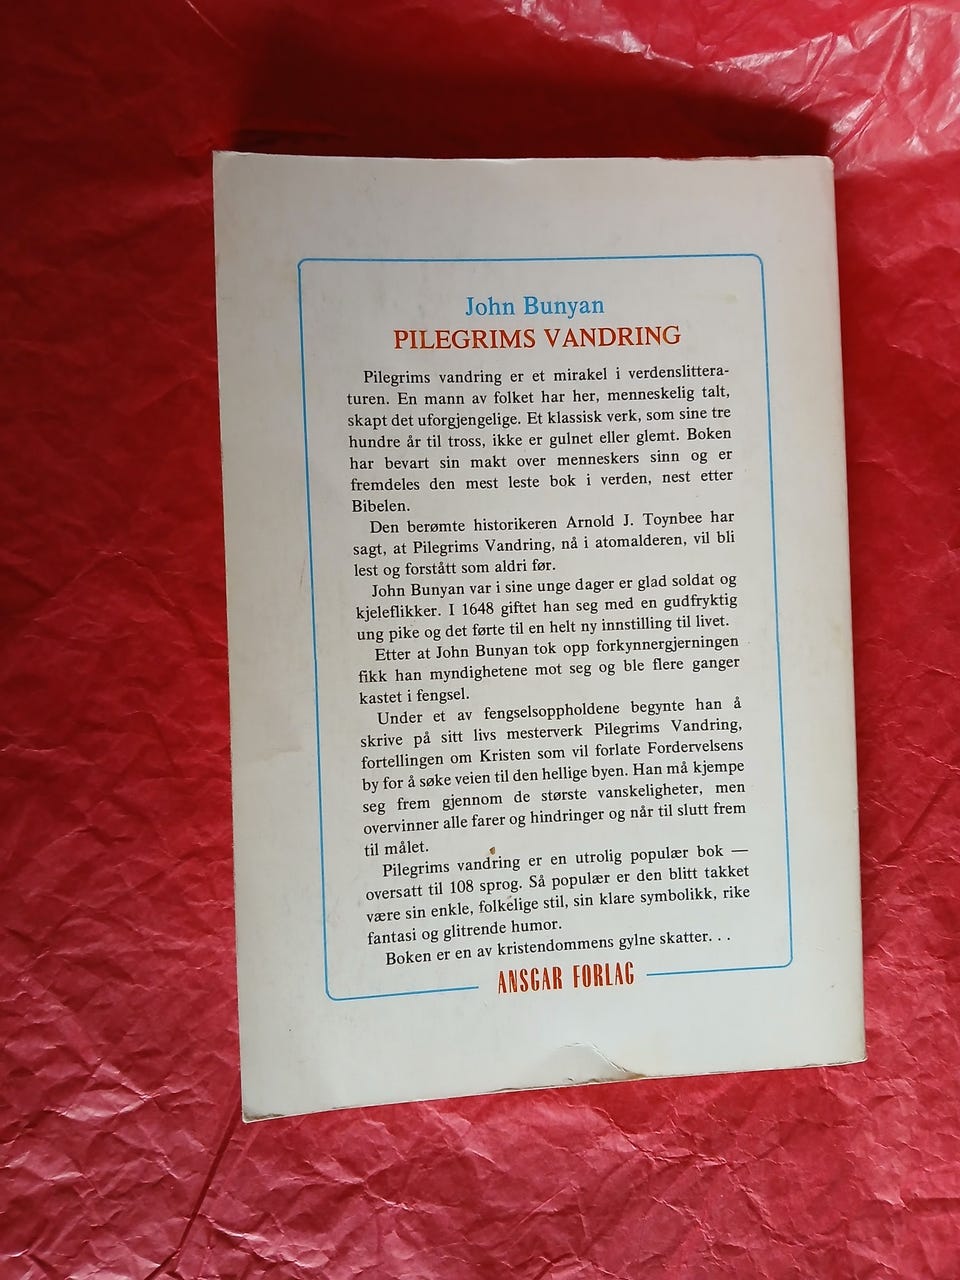 John Bunyan
PILEGRIMS VANDRING
Pilegrims vandring er et mirakel i verdenslittera-
turen. En mann av folket har her, menneskelig talt,
skapt det uforgjengelige. Et klassisk verk, som sine tre
hundre år til tross, ikke er gulnet eller glemt. Boken
har bevart sin makt over menneskers sinn og er
fremdeles den mest leste bok i verden, nest etter
Bibelen.
Den berømte historikeren Arnold J. Toynbee har
sagt, at Pilegrims Vandring, nå i atomalderen, vil bli
lest og forstått som aldri før.
John Bunyan var i sine unge dager er glad soldat og
kjeleflikker. I 1648 giftet han seg med en gudfryktig
ung pike og det førte til en helt ny innstilling til livet.
Etter at John Bunyan tok opp forkynnergjerningen
fikk han myndighetene mot seg og ble flere ganger
kastet i fengsel.
Under et av fengselsoppholdene begynte han å
skrive på sitt livs mesterverk Pilegrims Vandring,
fortellingen om Kristen som vil forlate Fordervelsens
by for å søke veien til den hellige byen. Han må kjempe
seg frem gjennom de største vanskeligheter, men
overvinner alle farer og hindringer og når til slutt frem
til målet.
Pilegrims vandring er en utrolig populær bok —
oversatt til 108 sprog. Så populær er den blitt takket
være sin enkle, folkelige stil, sin klare symbolikk, rike
fantasi og glitrende humor.
Boken er en av kristendommens gylne skatter. . .
ANSGAR FORLAG